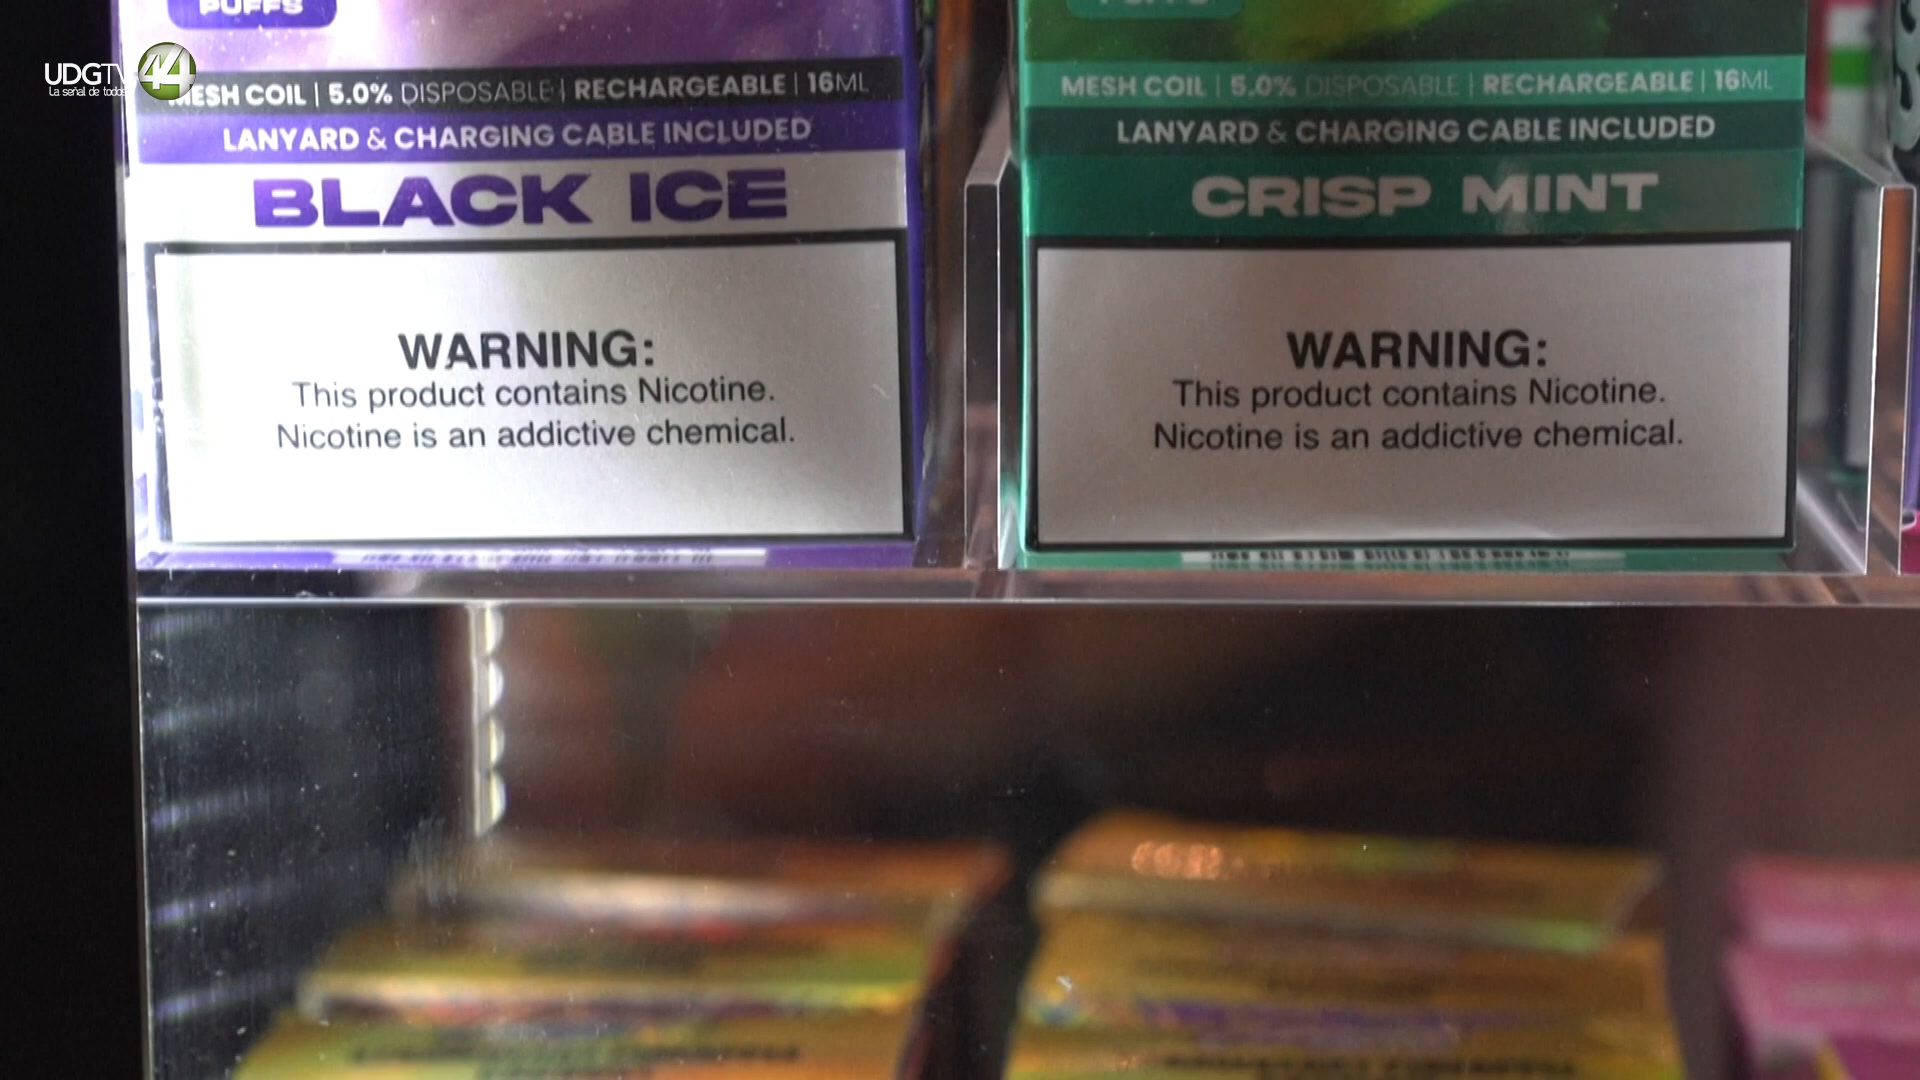 UDGTV 44
La señal de todos
PUFFS
MESH COIL | 5.0% DISPOSABLE | RECHARGEABLE | 16ML
LANYARD & CHARGING CABLE INCLUDED
BLACK ICE
WARNING:
This product contains Nicotine.
Nicotine is an addictive chemical.
PUFFS
MESH COIL | 5.0% DISPOSABLE | RECHARGEABLE | 16ML
LANYARD & CHARGING CABLE INCLUDED
CRISP MINT
WARNING:
This product contains Nicotine.
Nicotine is an addictive chemical.